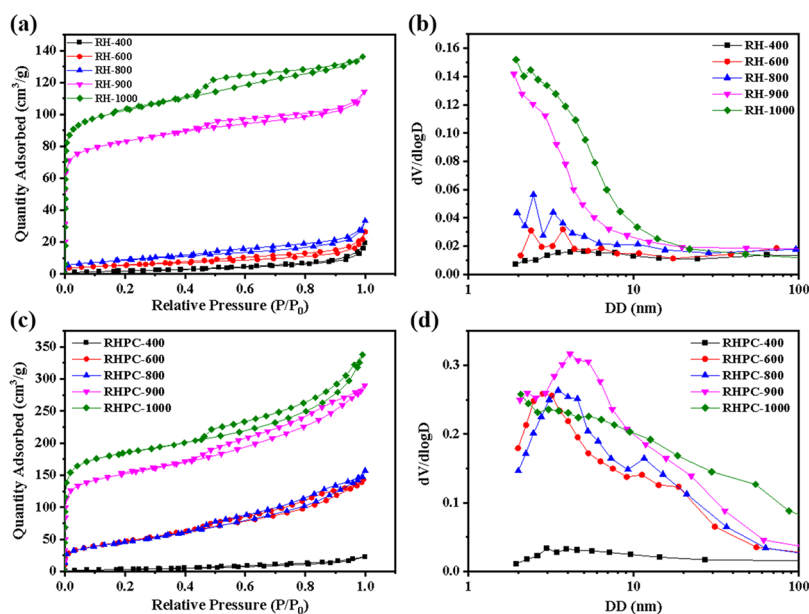 (a)
RH-400
RH-600
RH-800
RH-900
RH-1000
Quantity Adsorbed (cm³/g)
140
120
100
80
60
40
20
0
0.0 0.2 0.4 0.6 0.8 1.0
Relative Pressure (P/P₀)
(b)
RH-400
RH-600
RH-800
RH-900
RH-1000
dV/dlogD
0.16
0.14
0.12
0.10
0.08
0.06
0.04
0.02
0.00
1 10 100
DD (nm)
(c)
RHPC-400
RHPC-600
RHPC-800
RHPC-900
RHPC-1000
Quantity Adsorbed (cm³/g)
350
300
250
200
150
100
50
0
0.0 0.2 0.4 0.6 0.8 1.0
Relative Pressure (P/P₀)
(d)
RHPC-400
RHPC-600
RHPC-800
RHPC-900
RHPC-1000
dV/dlogD
0.3
0.2
0.1
0.0
1 10 100
DD (nm)